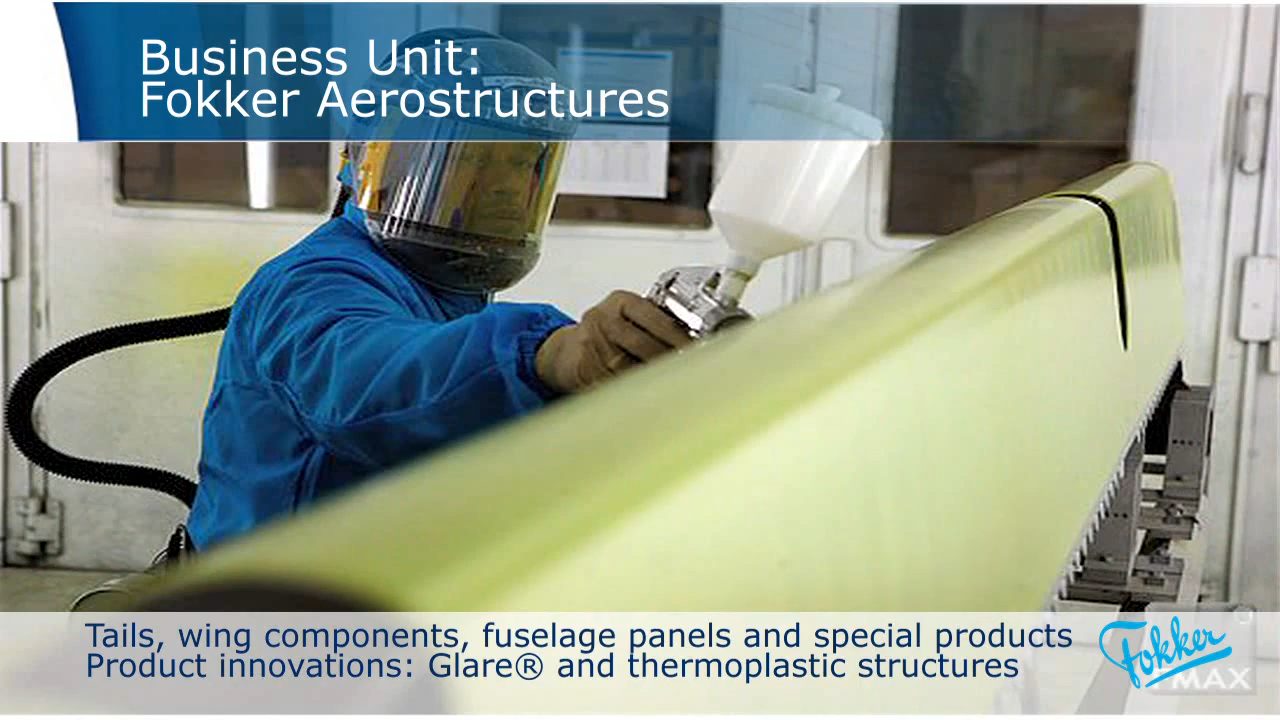 Business Unit:
Fokker Aerostructures
Tails, wing components, fuselage panels and special products
Product innovations: Glare® and thermoplastic structures
Fokker
MAX